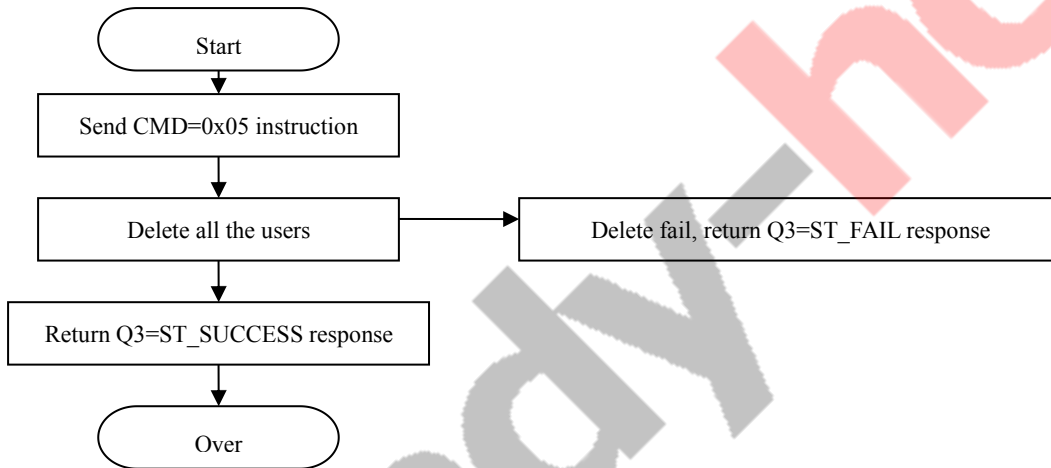 Start
Send CMD=0x05 instruction
Delete all the users
Delete fail, return Q3=ST_FAIL response
Return Q3=ST_SUCCESS response
Over